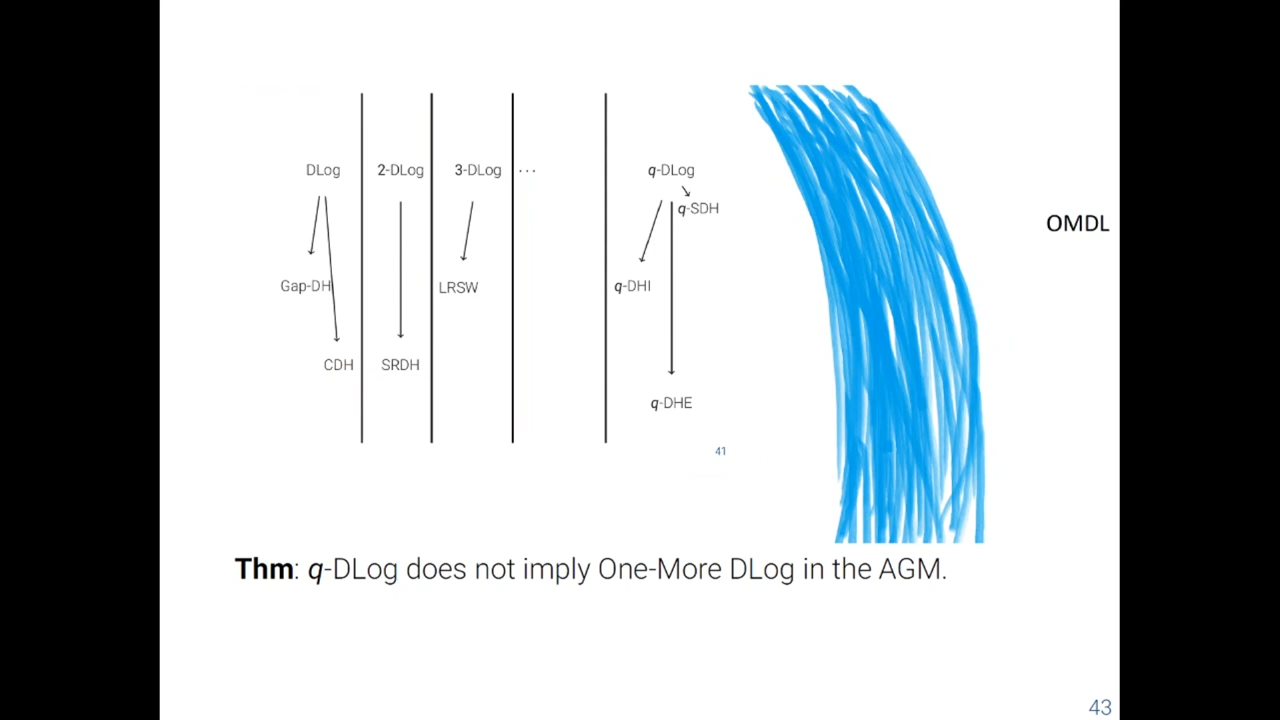 DLog 2-DLog 3-DLog ... q-DLog
q-SDH
OMDL
Gap-DH LRSW q-DHI
CDH SRDH
q-DHE
41
Thm: q-DLog does not imply One-More DLog in the AGM.
43